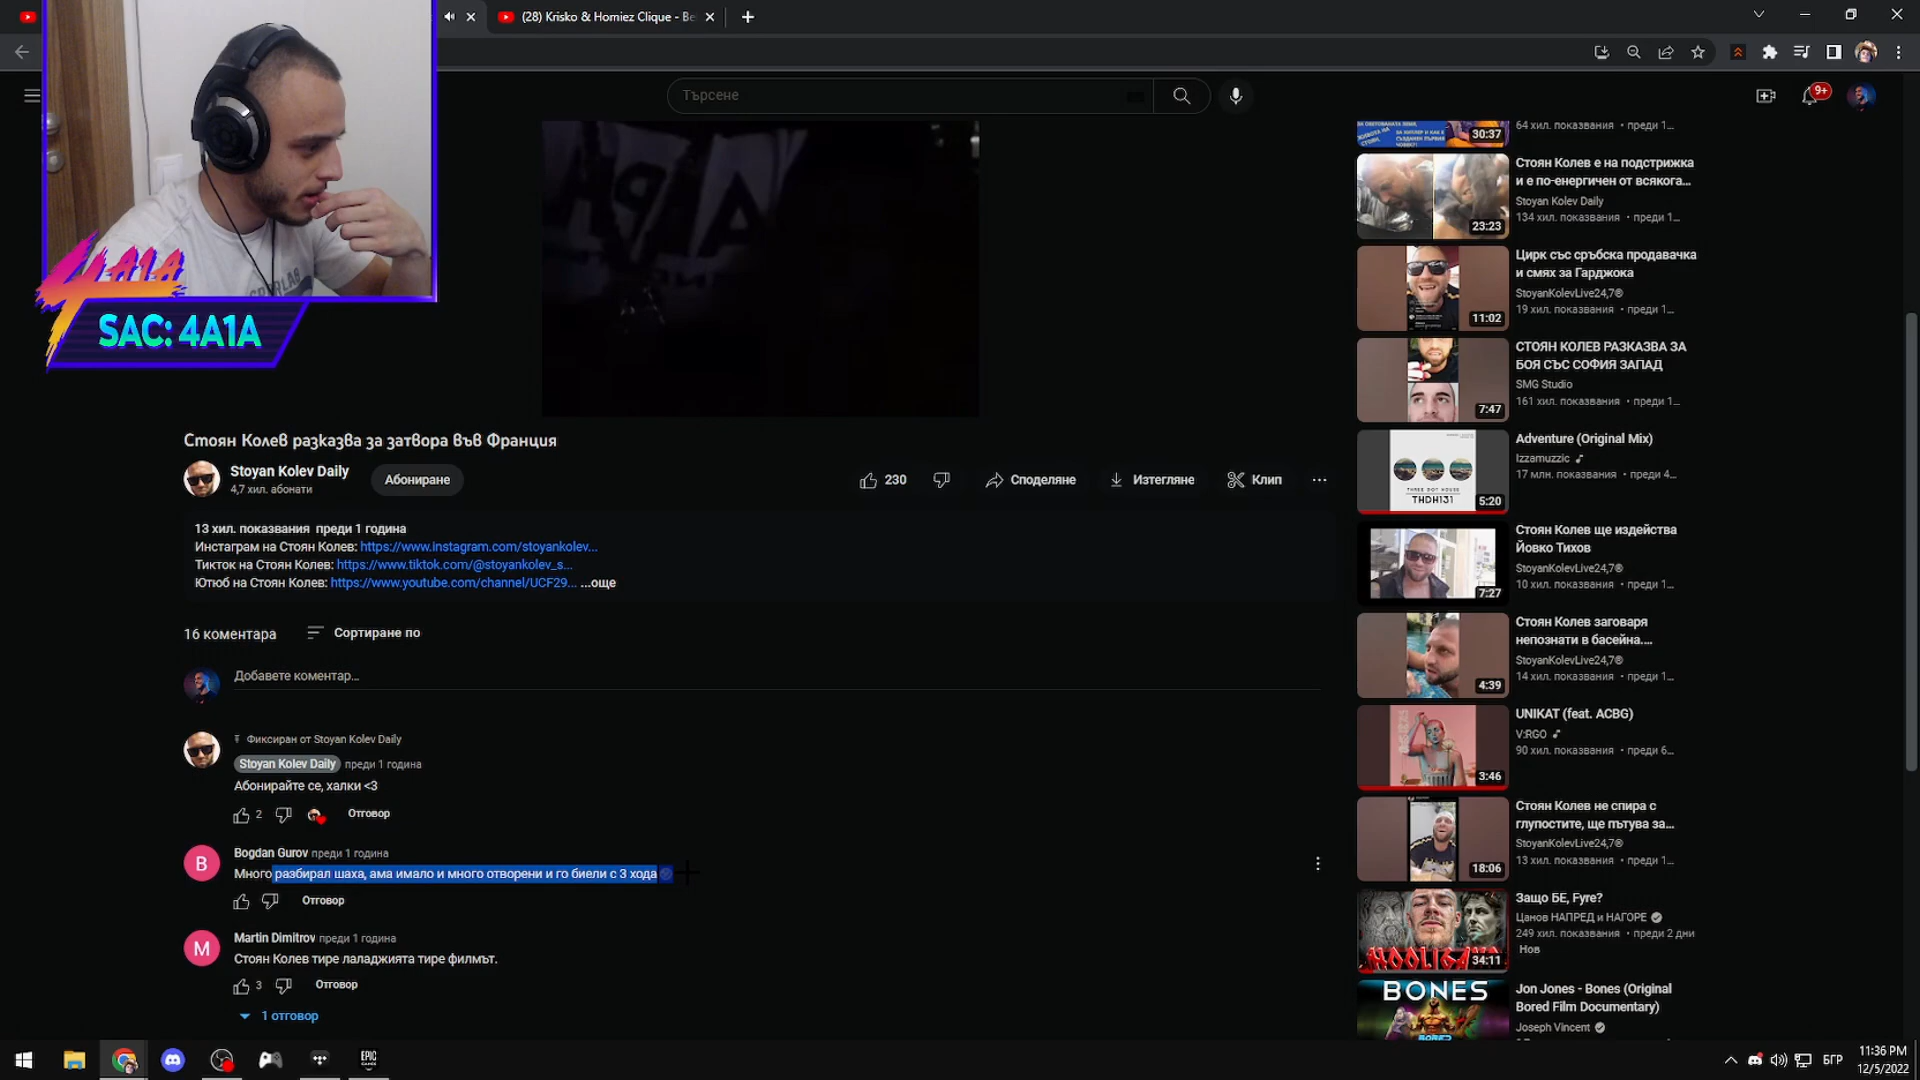 (28) Krisko & Homiez Clique - Be
Търсене
9+
4A1A
SAC: 4A1A
Стоян Колев разказва за затвора във Франция
Stoyan Kolev Daily
4,7 хил. абонати
Абониране
230
Споделяне
Изтегляне
Клип
13 хил. показвания преди 1 година
Инстаграм на Стоян Колев: https://www.instagram.com/stoyankolev...
Тикток на Стоян Колев: https://www.tiktok.com/@stoyankolev_s...
Ютюб на Стоян Колев: https://www.youtube.com/channel/UCF29... ...още
16 коментара
Сортиране по
Добавете коментар...
Фиксиран от Stoyan Kolev Daily
Stoyan Kolev Daily преди 1 година
Абонирайте се, халки <3
2
Отговор
B
Bogdan Gurov преди 1 година
Много разбирал шаха, ама имало и много отворени и го биели с 3 хода
Отговор
M
Martin Dimitrov преди 1 година
Стоян Колев тире лаладжията тире филмът.
3
Отговор
1 отговор
30:37
64 хил. показвания • преди 1...
23:23
Стоян Колев е на подстрижка
и е по-енергичен от всякога...
Stoyan Kolev Daily
134 хил. показвания • преди 1...
11:02
Цирк със сръбска продавачка
и смях за Гарджока
StoyanKolevLive24,7®
19 хил. показвания • преди 1...
7:47
СТОЯН КОЛЕВ РАЗКАЗВА ЗА
БОЯ СЪС СОФИЯ ЗАПАД
SMG Studio
161 хил. показвания • преди 1...
THREE DOT HOUSE
THDH131
5:20
Adventure (Original Mix)
Izzamuzzic
17 млн. показвания • преди 4...
7:27
Стоян Колев ще издейства
Йовко Тихов
StoyanKolevLive24,7®
10 хил. показвания • преди 1...
4:39
Стоян Колев заговаря
непознати в басейна....
StoyanKolevLive24,7®
14 хил. показвания • преди 1...
3:46
UNIKAT (feat. ACBG)
V:RGO
90 хил. показвания • преди 6...
18:06
Стоян Колев не спира с
глупостите, ще пътува за...
StoyanKolevLive24,7®
13 хил. показвания • преди 1...
HOOLIGANS
34:11
Защо БЕ, Fyre?
Цанов НАПРЕД и НАГОРЕ
249 хил. показвания • преди 2 дни
Нов
BONES
Jon Jones - Bones (Original
Bored Film Documentary)
Joseph Vincent
EPIC
GAMES
БГР
11:36 PM
12/5/2022